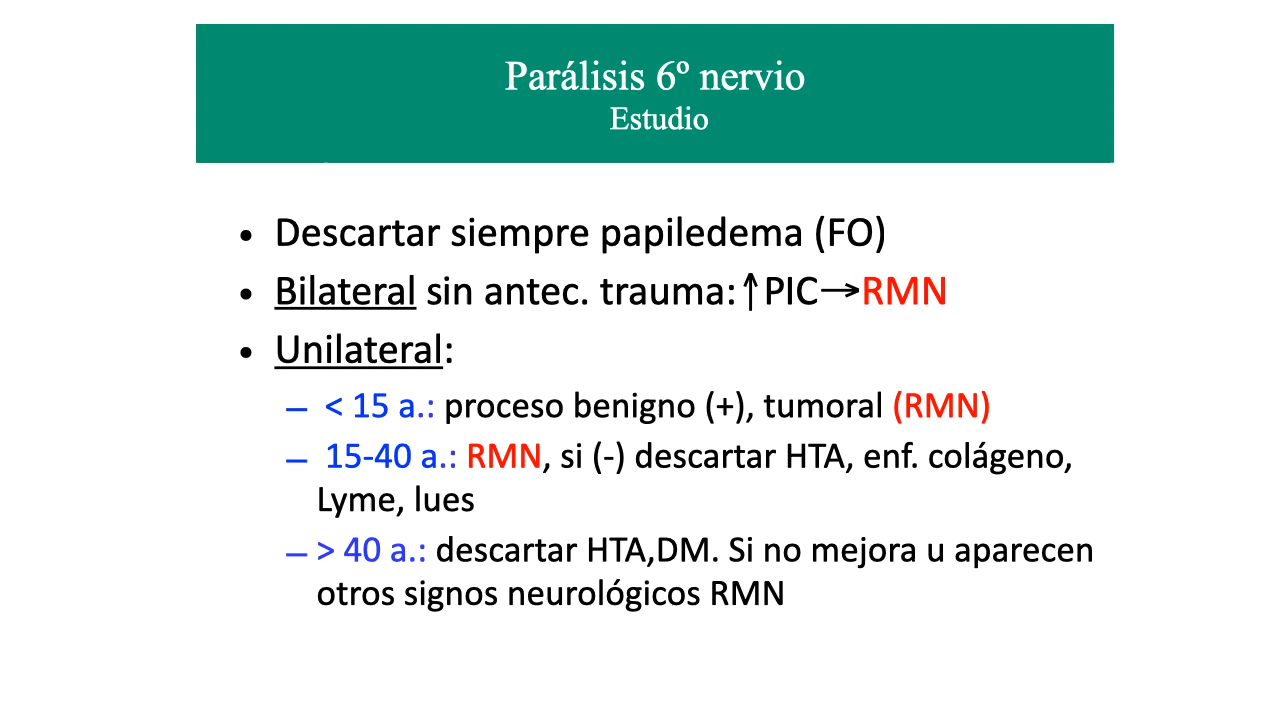 Parálisis 6º nervio
Estudio
• Descartar siempre papiledema (FO)
• Bilateral sin antec. trauma:↑PIC→RMN
• Unilateral:
– < 15 a.: proceso benigno (+), tumoral (RMN)
– 15-40 a.: RMN, si (-) descartar HTA, enf. colágeno,
Lyme, lues
– > 40 a.: descartar HTA,DM. Si no mejora u aparecen
otros signos neurológicos RMN